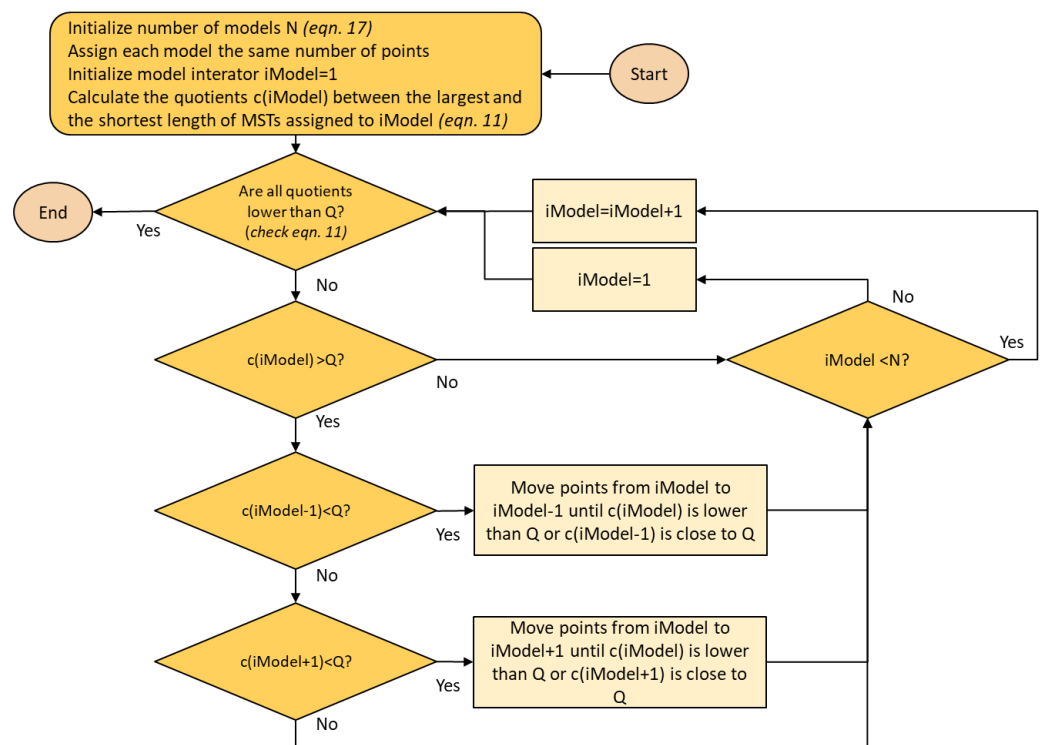 Initialize number of models N (eqn. 17)
Assign each model the same number of points
Initialize model interator iModel=1
Calculate the quotients c(iModel) between the largest and
the shortest length of MSTs assigned to iModel (eqn. 11)
Start
Are all quotients
lower than Q?
(check eqn. 11)
End
Yes
iModel=iModel+1
iModel=1
No
No
c(iModel) >Q?
No
iModel <N?
Yes
Yes
c(iModel-1)<Q?
Yes
Move points from iModel to
iModel-1 until c(iModel) is lower
than Q or c(iModel-1) is close to Q
No
c(iModel+1)<Q?
Yes
Move points from iModel to
iModel+1 until c(iModel) is lower
than Q or c(iModel+1) is close to
Q
No